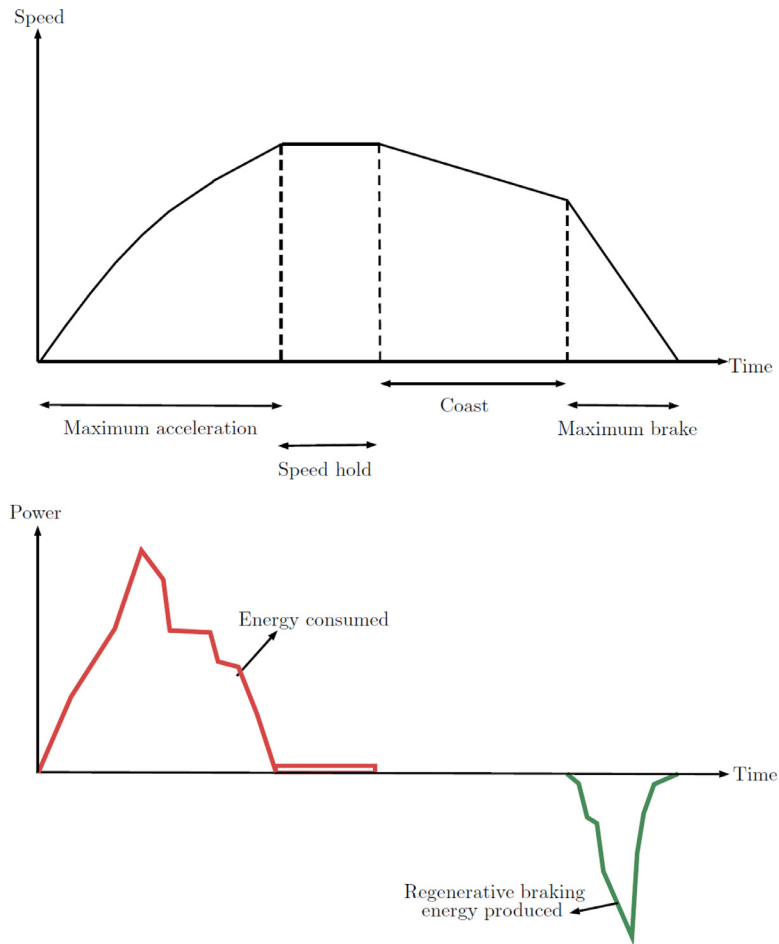 Speed
Time
Coast
Maximum acceleration
Maximum brake
Speed hold
Power
Energy consumed
Time
Regenerative braking
energy produced